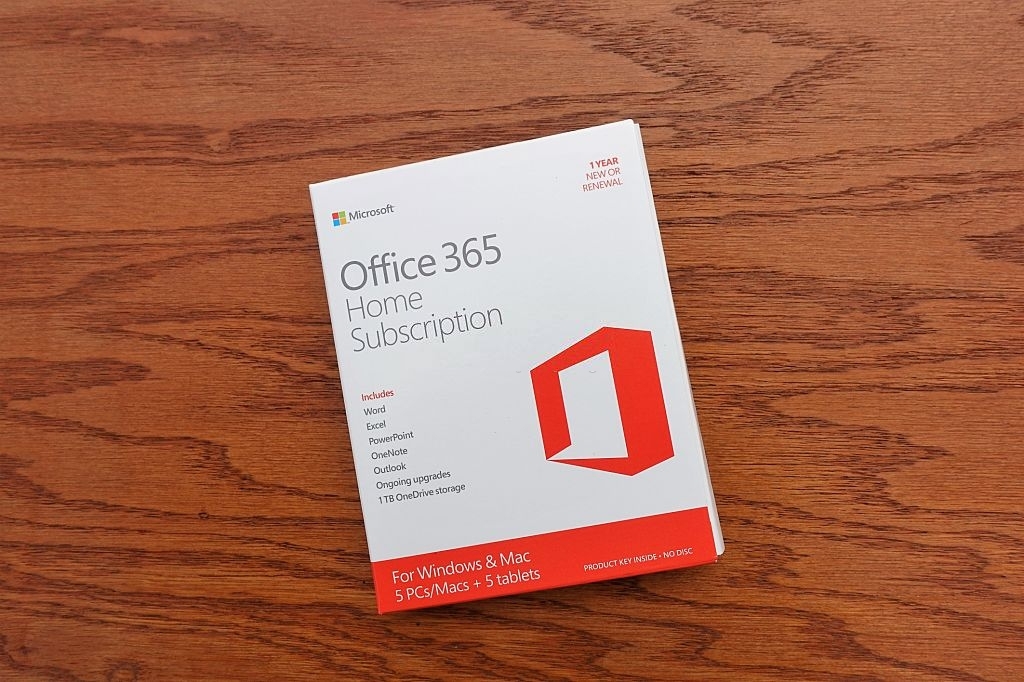 1 YEAR
NEW OR
RENEWAL
Microsoft
Office 365
Home
Subscription
Includes
Word
Excel
PowerPoint
OneNote
Outlook
Ongoing upgrades
1 TB OneDrive storage
For Windows & Mac
5 PCs/Macs + 5 tablets
PRODUCT KEY INSIDE • NO DISC